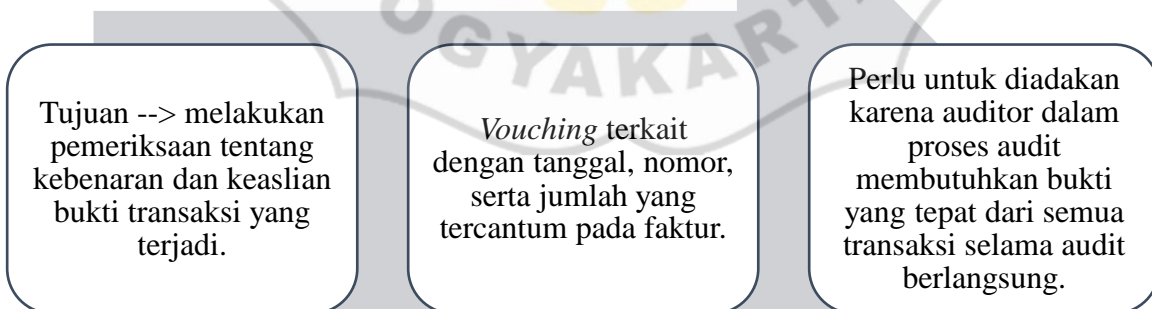 OGYAKART
Tujuan --> melakukan
pemeriksaan tentang
kebenaran dan keaslian
bukti transaksi yang
terjadi.
Vouching terkait
dengan tanggal, nomor,
serta jumlah yang
tercantum pada faktur.
Perlu untuk diadakan
karena auditor dalam
proses audit
membutuhkan bukti
yang tepat dari semua
transaksi selama audit
berlangsung.